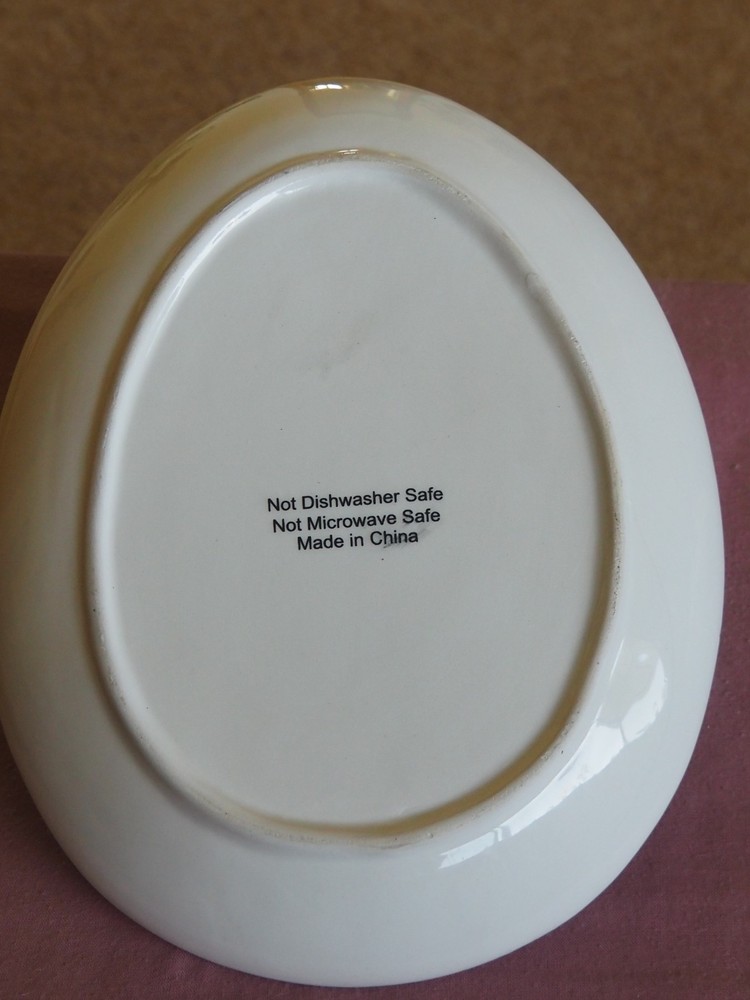 Not Dishwasher Safe
Not Microwave Safe
Made in China